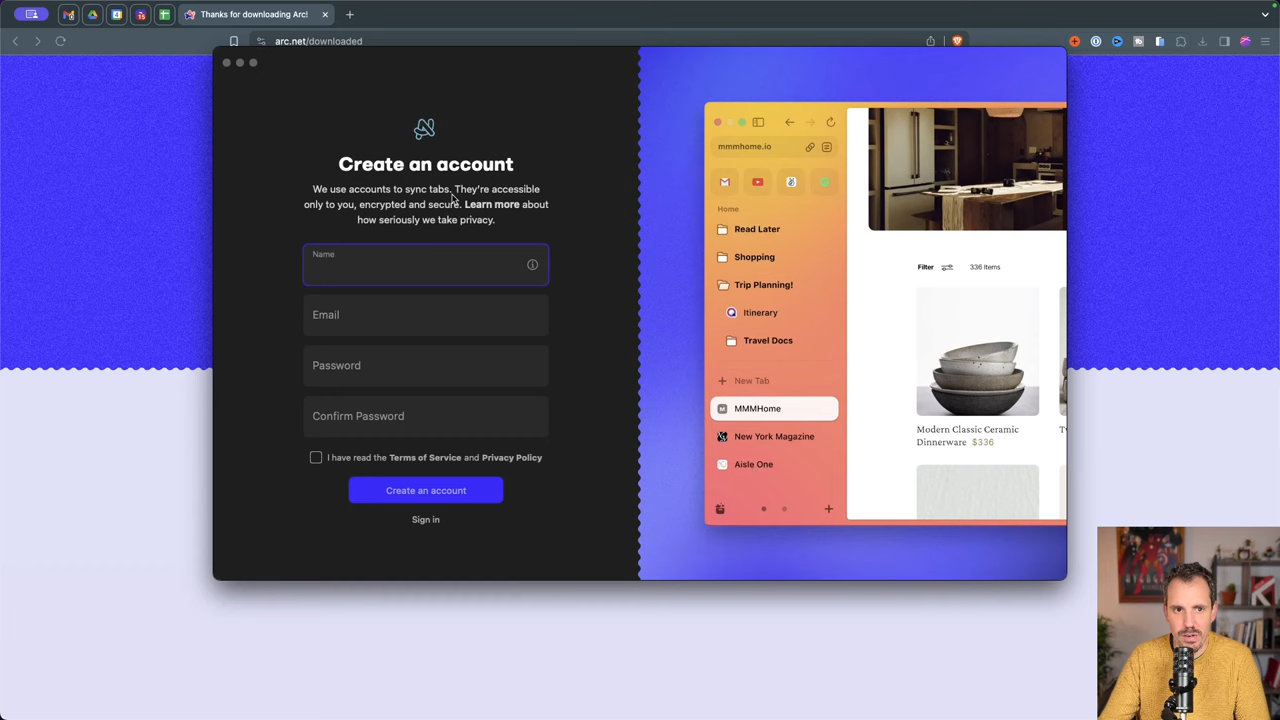 Thanks for downloading Arc!
arc.net/downloaded
Create an account
We use accounts to sync tabs. They're accessible
only to you, encrypted and secure. Learn more about
how seriously we take privacy.
Name
Email
Password
Confirm Password
I have read the Terms of Service and Privacy Policy
Create an account
Sign in
mmmhome.io
Home
Read Later
Shopping
Trip Planning!
Itinerary
Travel Docs
New Tab
M MMMHome
New York Magazine
Aisle One
Filter
336 Items
Modern Classic Ceramic
Dinnerware $336